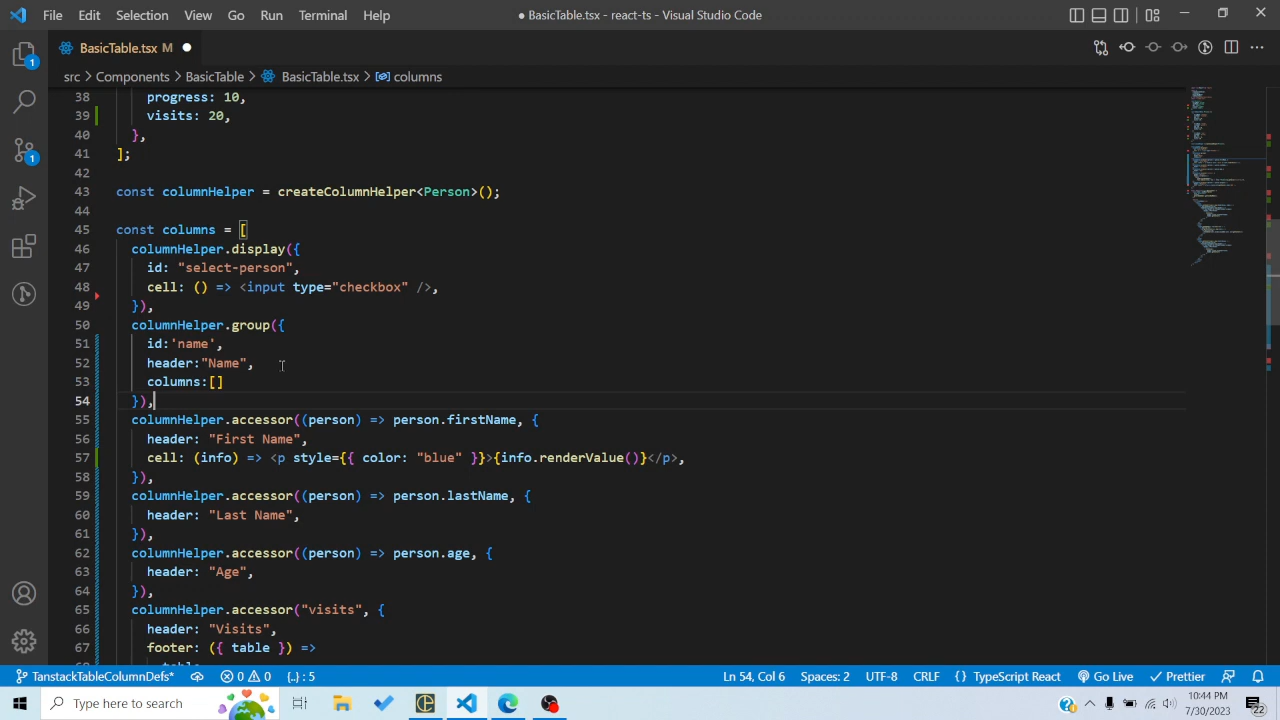 File Edit Selection View Go Run Terminal Help
● BasicTable.tsx - react-ts - Visual Studio Code
BasicTable.tsx M ●
src > Components > BasicTable > BasicTable.tsx > columns
38 progress: 10,
39 visits: 20,
40 },
41 ];
42
43 const columnHelper = createColumnHelper<Person>();
44
45 const columns = [
46 columnHelper.display({
47 id: "select-person",
48 cell: () => <input type="checkbox" />,
49 }),
50 columnHelper.group({
51 id:'name',
52 header:"Name",
53 columns:[]
54 }),
55 columnHelper.accessor((person) => person.firstName, {
56 header: "First Name",
57 cell: (info) => <p style={{ color: "blue" }}>{info.renderValue()}</p>,
58 }),
59 columnHelper.accessor((person) => person.lastName, {
60 header: "Last Name",
61 }),
62 columnHelper.accessor((person) => person.age, {
63 header: "Age",
64 }),
65 columnHelper.accessor("visits", {
66 header: "Visits",
67 footer: ({ table }) =>
1
1
TanstackTableColumnDefs* 0 0 {..} : 5 Ln 54, Col 6 Spaces: 2 UTF-8 CRLF {} TypeScript React Go Live Prettier
Type here to search
10:44 PM
7/30/2023
22